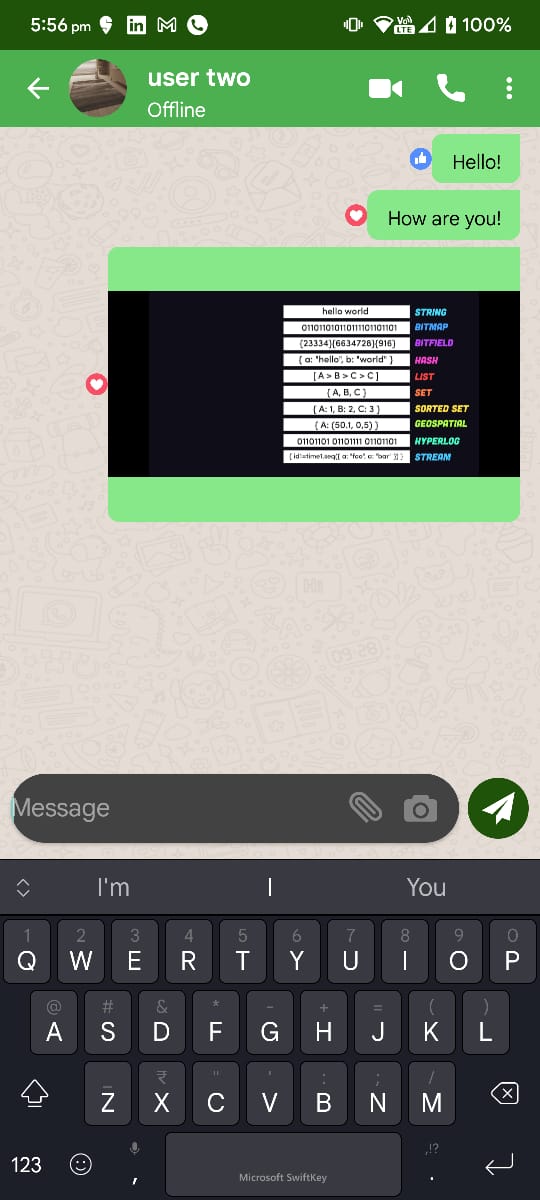 5:56 pm
Vo)
LTE
100%
user two
Offline
Hello!
How are you!
hello world STRING
011011010110111101101101 BITMAP
{23334}{6634728}{916} BITFIELD
{ a: "hello", b: "world" } HASH
[ A > B > C > C ] LIST
{ A, B, C } SET
{ A: 1, B: 2, C: 3 } SORTED SET
{ A: (50.1, 0,5) } GEOSPATIAL
01101101 01101111 01101101 HYPERLOG
{ id1=time1.seq({ a: "foo", a: "bar" }) } STREAM
Message
I'm I You
1 2 3 4 5 6 7 8 9 0
Q W E R T Y U I O P
@ # & * - + = ( )
A S D F G H J K L
_ ₹ " ' : ; /
Z X C V B N M
123 , ,!? .
Microsoft SwiftKey